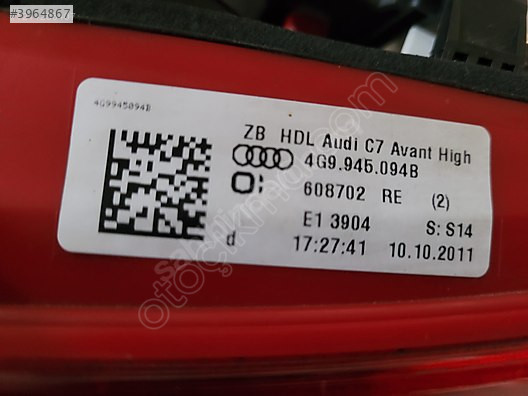 #3964867
4G9945094B
ZB HDL Audi C7 Avant High
4G9.945.094B
608702 RE (2)
E1 3904 S: S14
d 17:27:41 10.10.2011